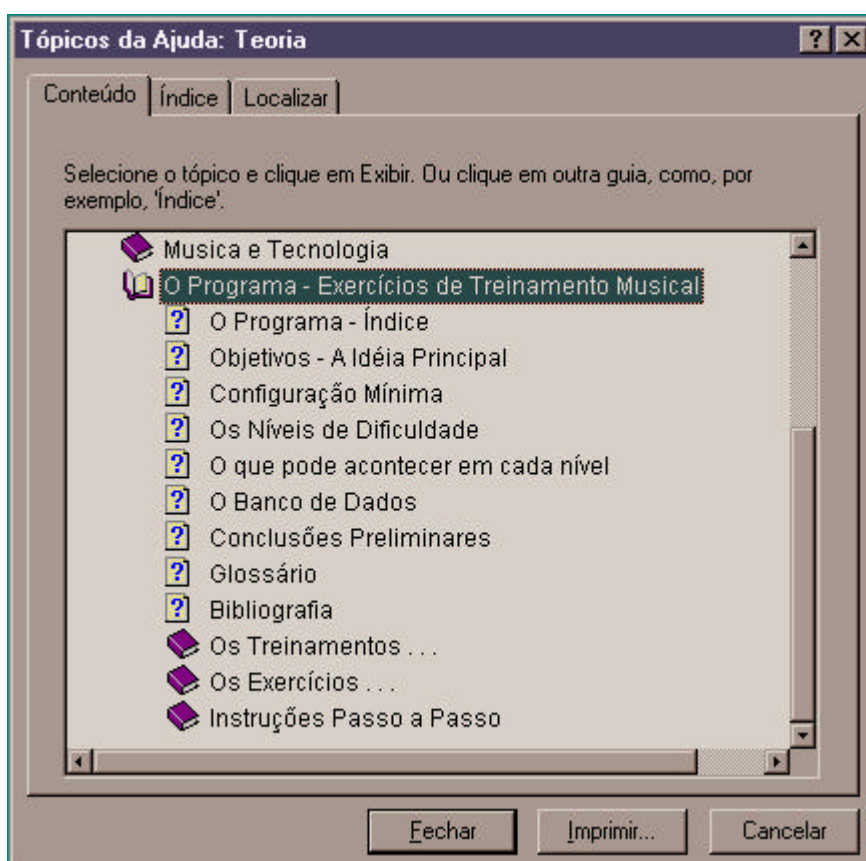 Tópicos da Ajuda: Teoria
Conteúdo
Índice
Localizar
Selecione o tópico e clique em Exibir. Ou clique em outra guia, como, por
exemplo, 'Índice'.
Musica e Tecnologia
O Programa - Exercícios de Treinamento Musical
O Programa - Índice
Objetivos - A Idéia Principal
Configuração Mínima
Os Níveis de Dificuldade
O que pode acontecer em cada nível
O Banco de Dados
Conclusões Preliminares
Glossário
Bibliografia
Os Treinamentos . . .
Os Exercícios . . .
Instruções Passo a Passo
Fechar
Imprimir...
Cancelar